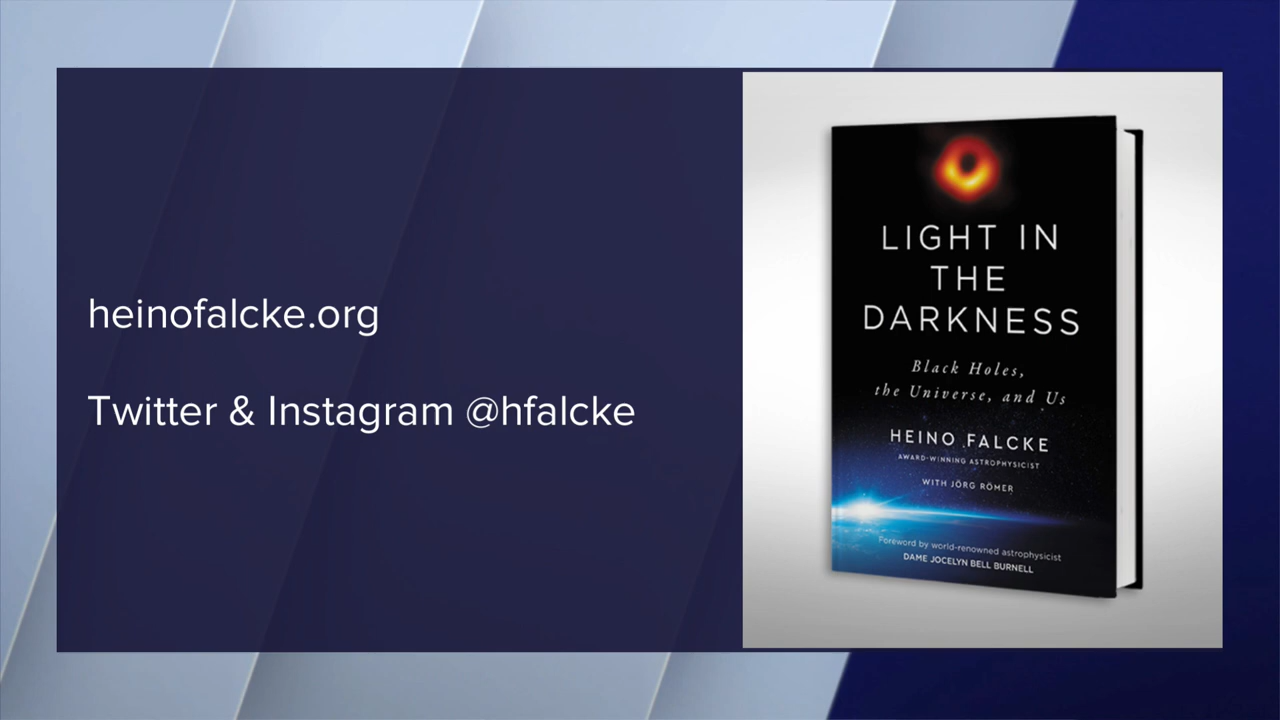 heinofalcke.org
Twitter & Instagram @hfalcke
LIGHT IN
THE
DARKNESS
Black Holes,
the Universe, and Us
HEINO FALCKE
AWARD-WINNING ASTROPHYSICIST
WITH JÖRG RÖMER
Foreword by world-renowned astrophysicist
DAME JOCELYN BELL BURNELL